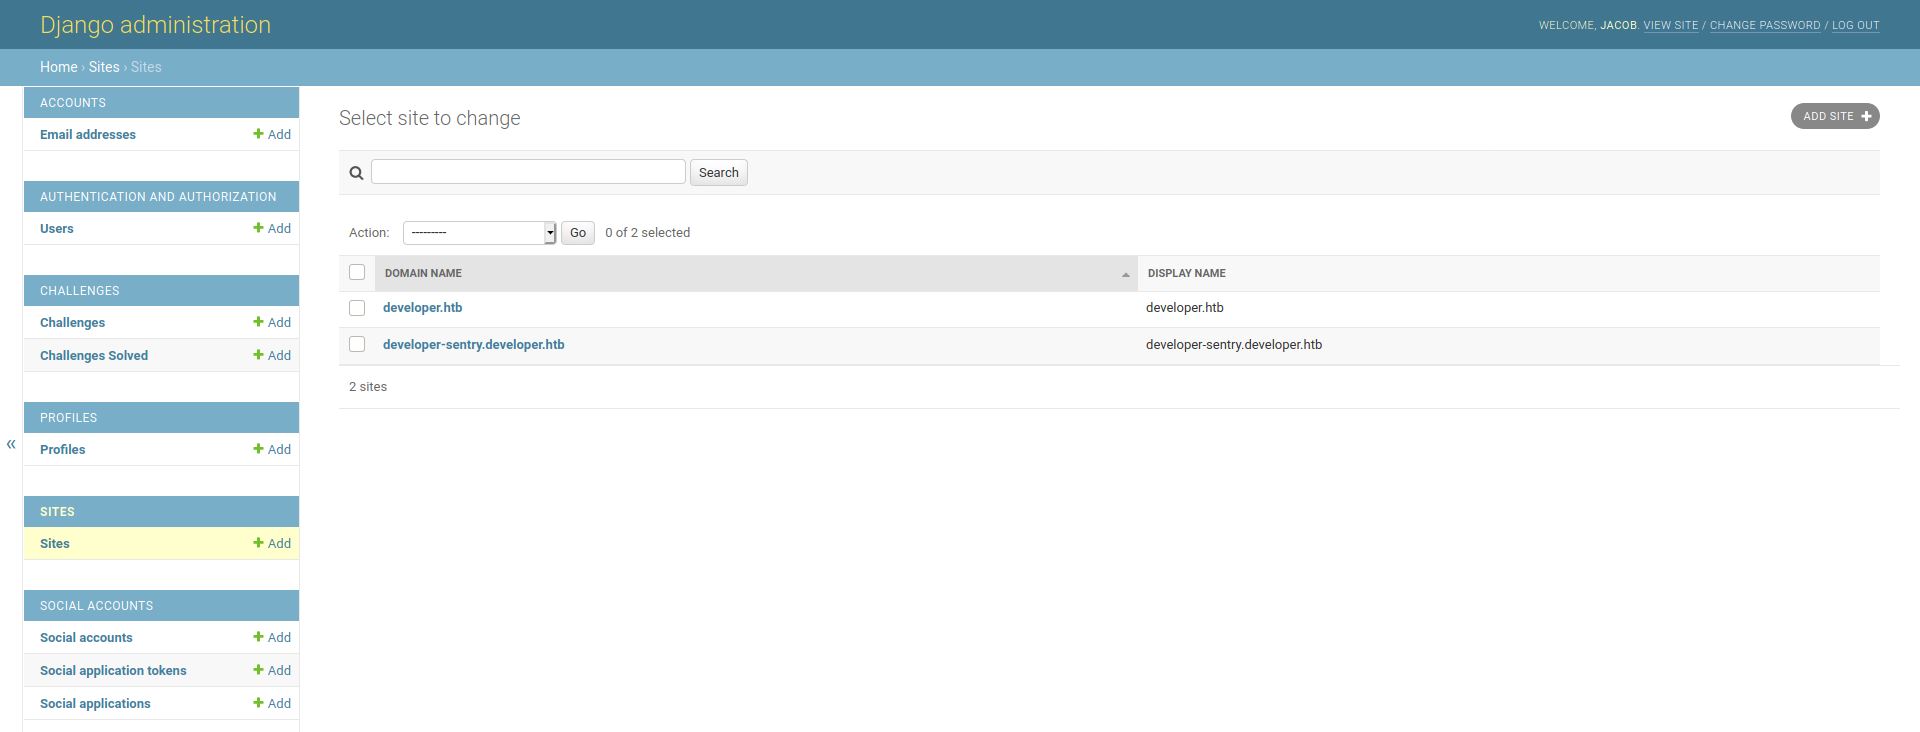 Django administration
WELCOME, JACOB. VIEW SITE / CHANGE PASSWORD / LOG OUT
Home › Sites › Sites
ACCOUNTS
Email addresses Add
AUTHENTICATION AND AUTHORIZATION
Users Add
CHALLENGES
Challenges Add
Challenges Solved Add
PROFILES
Profiles Add
«
SITES
Sites Add
SOCIAL ACCOUNTS
Social accounts Add
Social application tokens Add
Social applications Add
Select site to change
ADD SITE
Search
Action: --------- Go 0 of 2 selected
DOMAIN NAME DISPLAY NAME
developer.htb developer.htb
developer-sentry.developer.htb developer-sentry.developer.htb
2 sites